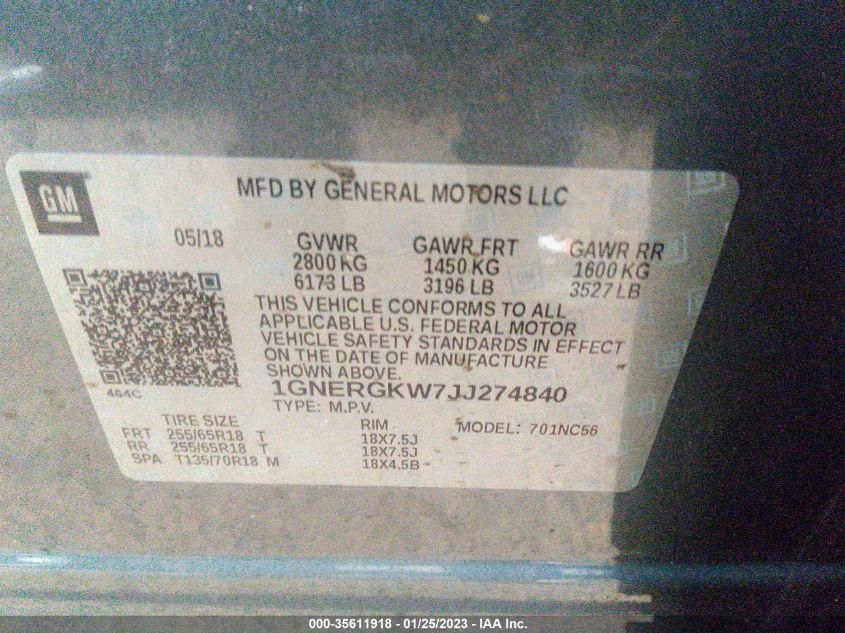 GM
MFD BY GENERAL MOTORS LLC
05/18 GVWR GAWR FRT GAWR RR
2800 KG 1450 KG 1600 KG
6173 LB 3196 LB 3527 LB
THIS VEHICLE CONFORMS TO ALL
APPLICABLE U.S. FEDERAL MOTOR
VEHICLE SAFETY STANDARDS IN EFFECT
ON THE DATE OF MANUFACTURE
SHOWN ABOVE.
464C
1GNERGKW7JJ274840
TYPE: M.P.V.
TIRE SIZE RIM MODEL: 701NC56
FRT 255/65R18 T 18X7.5J
RR 255/65R18 T 18X7.5J
SPA T135/70R18 M 18X4.5B
000-35611918 - 01/25/2023 - IAA Inc.